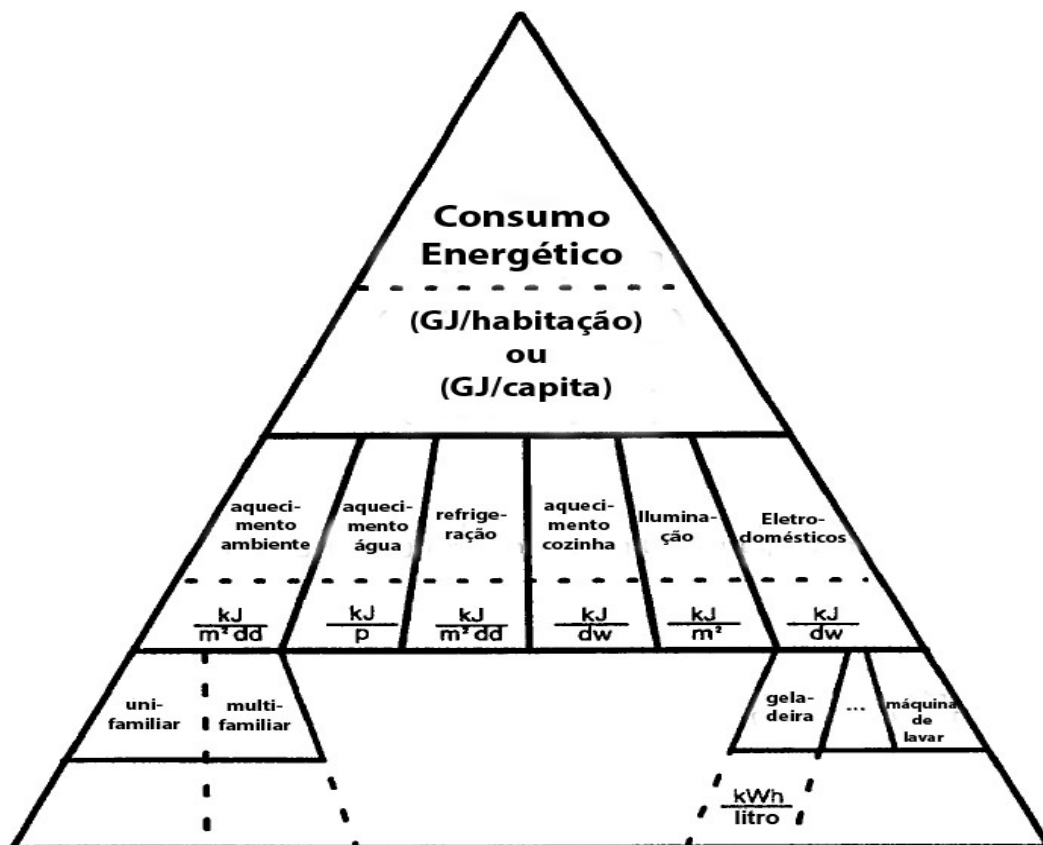 Consumo
Energético
(GJ/habitação)
ou
(GJ/capita)
aqueci-
mento
ambiente
aqueci-
mento
água
refrige-
ração
aqueci-
mento
cozinha
Ilumina-
ção
Eletro-
domésticos
kJ
m² dd
kJ
p
kJ
m² dd
kJ
dw
kJ
m²
kJ
dw
uni-
familiar
multi-
familiar
gela-
deira
...
máquina
de
lavar
kWh
litro